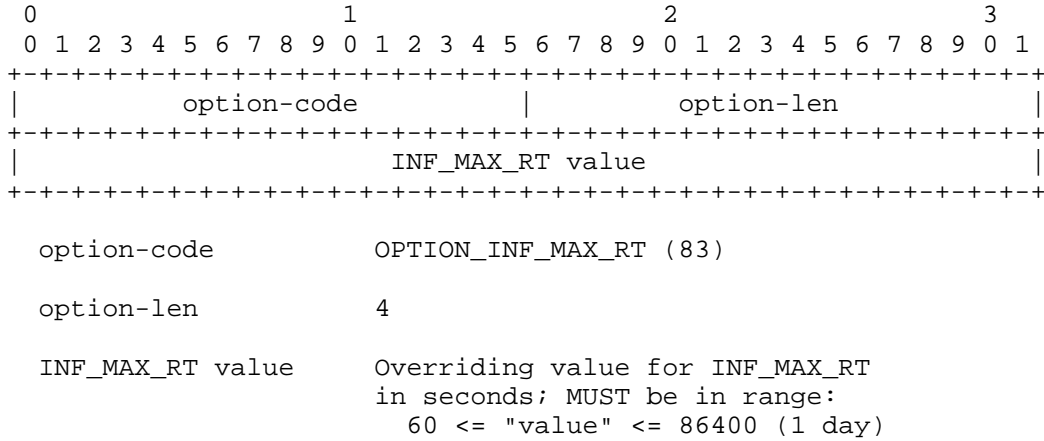 0                   1                   2                   3
 0 1 2 3 4 5 6 7 8 9 0 1 2 3 4 5 6 7 8 9 0 1 2 3 4 5 6 7 8 9 0 1
+-+-+-+-+-+-+-+-+-+-+-+-+-+-+-+-+-+-+-+-+-+-+-+-+-+-+-+-+-+-+-+-+
|          option-code          |         option-len            |
+-+-+-+-+-+-+-+-+-+-+-+-+-+-+-+-+-+-+-+-+-+-+-+-+-+-+-+-+-+-+-+-+
|                       INF_MAX_RT value                        |
+-+-+-+-+-+-+-+-+-+-+-+-+-+-+-+-+-+-+-+-+-+-+-+-+-+-+-+-+-+-+-+-+
  option-code          OPTION_INF_MAX_RT (83)
  option-len           4
  INF_MAX_RT value     Overriding value for INF_MAX_RT
                       in seconds; MUST be in range:
                         60 <= "value" <= 86400 (1 day)